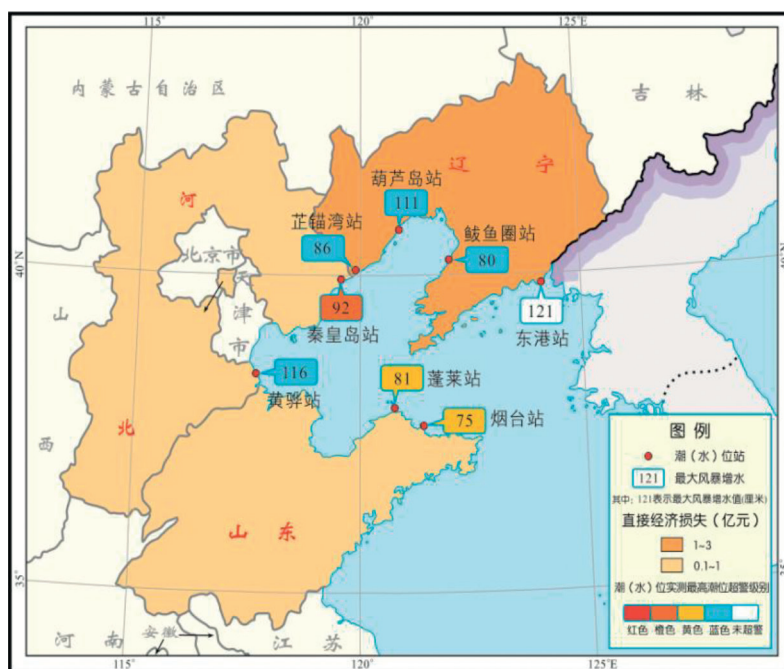 115°
120°
125°E
内蒙古自治区
吉 林
辽 宁
葫芦岛站
111
河
芷锚湾站
86
鲅鱼圈站
80
北京市
40°N
天津市
92
秦皇岛站
121
东港站
山
116
黄骅站
81
蓬莱站
75
烟台站
西
北
山 东
图 例
潮（水）位站
121 最大风暴增水
其中：121表示最大风暴增水值(厘米)
直接经济损失（亿元）
1~3
0.1~1
潮（水）位实测最高潮位超警级别
红色 橙色 黄色 蓝色 未超警
35°
河 南
安徽
江 苏
115°
120°